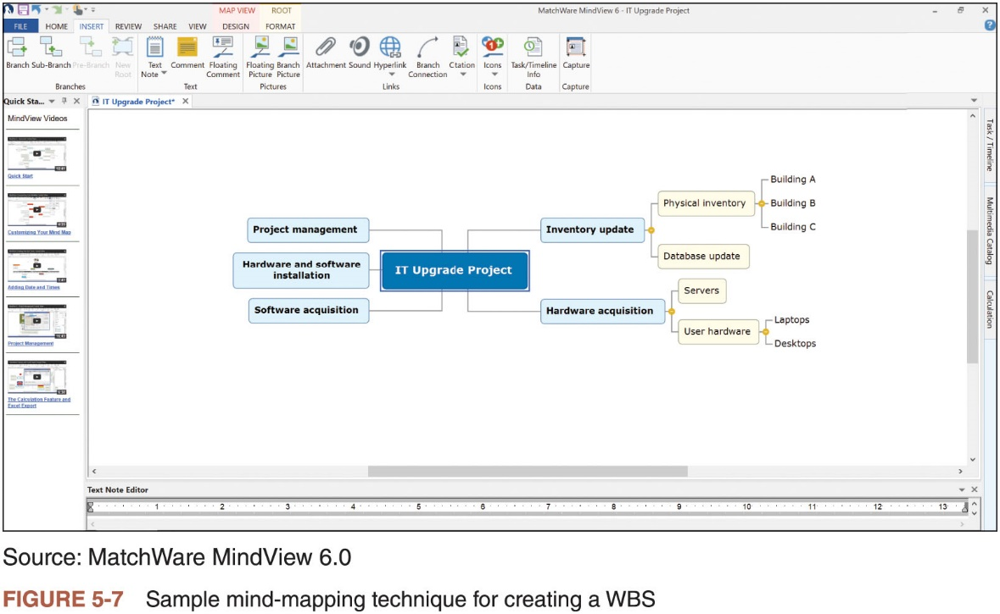 MAP VIEW ROOT MatchWare MindView 6 - IT Upgrade Project
FILE HOME INSERT REVIEW SHARE VIEW DESIGN FORMAT
Branch Sub-Branch Pre-Branch New Root
Text Note Comment Floating Comment
Floating Picture Branch Picture
Attachment Sound Hyperlink Branch Connection Ctation
Icons
Task/Timeline Info
Capture
Branches Text Pictures Links Icons Data Capture
Quick Sta...
IT Upgrade Project*
MindView Videos
Quick Start
Customizing Your Mind Map
Adding Date and Times
Project Management
The Calculation Feature and
Excel Export
Project management
Hardware and software
installation
Software acquisition
IT Upgrade Project
Inventory update
Physical inventory
Building A
Building B
Building C
Database update
Hardware acquisition
Servers
User hardware
Laptops
Desktops
Task / Timeline
Multimedia Catalog
Calculation
Text Note Editor
1 2 3 4 5 6 7 8 9 10 11 12 13
Source: MatchWare MindView 6.0
FIGURE 5-7 Sample mind-mapping technique for creating a WBS